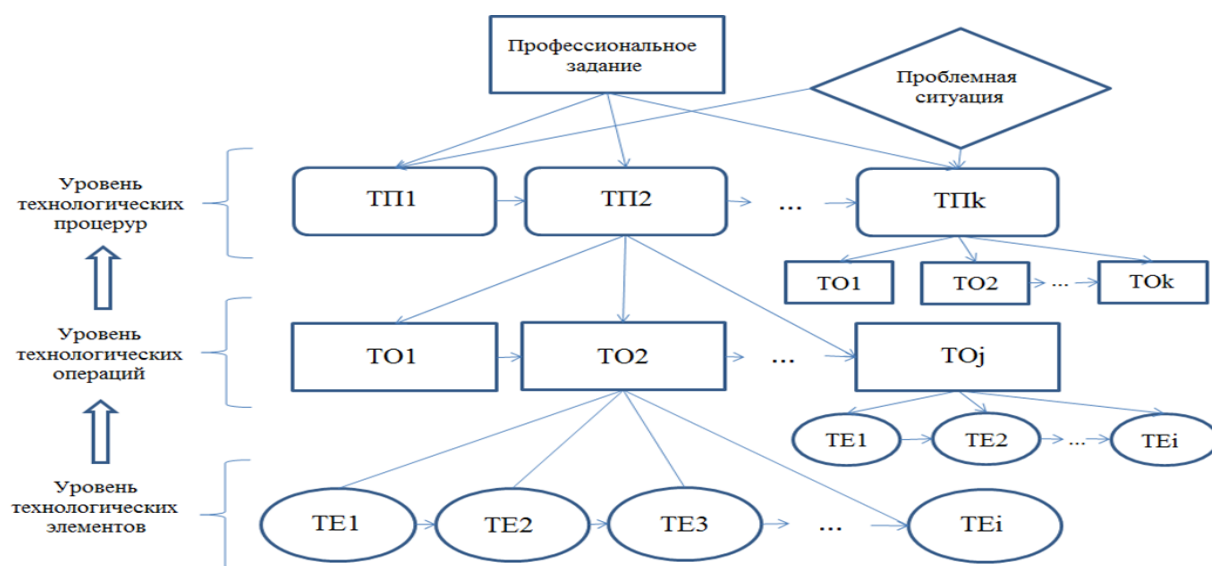 Профессиональное
задание
Проблемная
ситуация
Уровень
технологических
процерур
ТП1
ТП2
...
ТПk
ТО1
ТО2
...
ТОk
Уровень
технологических
операций
ТО1
ТО2
...
ТОj
ТЕ1
ТЕ2
...
ТЕi
Уровень
технологических
элементов
ТЕ1
ТЕ2
ТЕ3
...
ТЕi